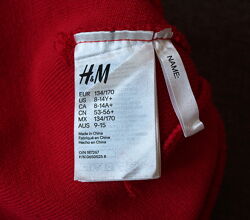 H&M
EUR 134/170
US 8-14Y+
CA 8-14A+
CN 53-56+
MX 134/170
AUS 9-15
Made in China
Fabriqué en Chine
Hecho en China
NAME: